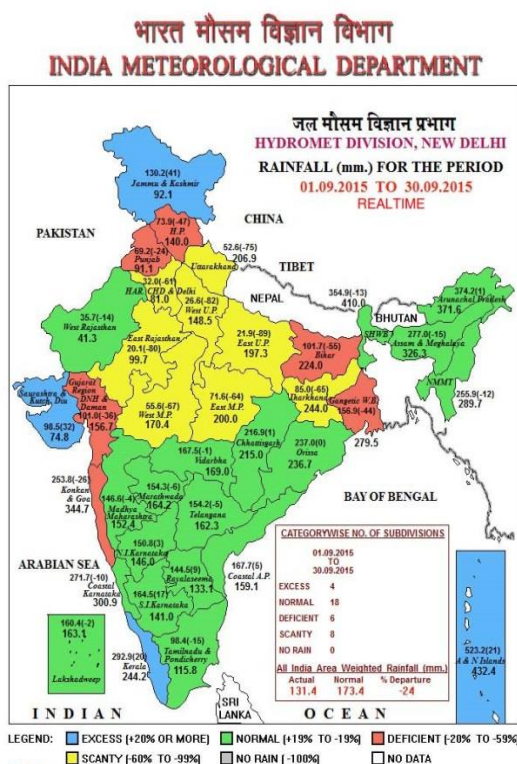 भारत मौसम विज्ञान विभाग
INDIA METEOROLOGICAL DEPARTMENT
जल मौसम विज्ञान प्रभाग
HYDROMET DIVISION, NEW DELHI
RAINFALL (mm.) FOR THE PERIOD
01.09.2015 TO 30.09.2015
REALTIME
130.2(41)
Jammu & Kashmir
92.1
CHINA
PAKISTAN
73.9(-47)
H.P.
140.0
69.2(-24)
Punjab
91.1
52.6(-75)
Uttarakhand
206.9
TIBET
32.0(-61)
HAR. CHD & Delhi
81.0
26.6(-82)
West U.P.
148.5
NEPAL
354.9(-13)
410.0
BHUTAN
374.2(1)
Arunachal Pradesh
371.6
35.7(-14)
West Rajasthan
41.3
East Rajasthan
20.1(-80)
99.7
21.9(-89)
East U.P.
197.3
101.7(-55)
Bihar
224.0
SHWB
277.0(-15)
Assam & Meghalaya
326.3
NMMT
255.9(-12)
289.7
Saurashtra &
Kutch, Diu
98.5(32)
74.8
Gujarat
Region
DNH &
Daman
101.0(-36)
156.7
55.6(-67)
West M.P.
170.4
71.6(-64)
East M.P.
200.0
85.0(-65)
Jharkhand
244.0
Gangetic W.B.
156.9(-44)
279.5
216.9(1)
Chhattisgarh
215.0
237.0(0)
Orissa
236.7
167.5(-1)
Vidarbha
169.0
253.8(-26)
Konkan
& Goa
344.7
146.6(-4)
Madhya
Maharashtra
152.4
154.3(-6)
Marathwada
164.2
154.2(-5)
Telangana
162.3
BAY OF BENGAL
ARABIAN SEA
150.8(3)
N.I.Karnataka
146.0
144.5(9)
Rayalaseema
133.1
167.7(5)
Coastal A.P.
159.1
271.7(-10)
Coastal
Karnataka
300.9
164.5(17)
S.I.Karnataka
141.0
160.4(-2)
163.1
Lakshadweep
98.4(-15)
Tamilnadu &
Pondicherry
115.8
292.9(20)
Kerala
244.2
523.2(21)
A & N Islands
432.4
CATEGORYWISE NO. OF SUBDIVISIONS
01.09.2015
TO
30.09.2015
EXCESS 4
NORMAL 18
DEFICIENT 6
SCANTY 8
NO RAIN 0
All India Area Weighted Rainfall (mm.)
Actual Normal % Departure
131.4 173.4 -24
SRI
LANKA
INDIAN OCEAN
LEGEND: EXCESS (+20% OR MORE) NORMAL (+19% TO -19%) DEFICIENT (-20% TO -59%)
SCANTY (-60% TO -99%) NO RAIN (-100%) NO DATA